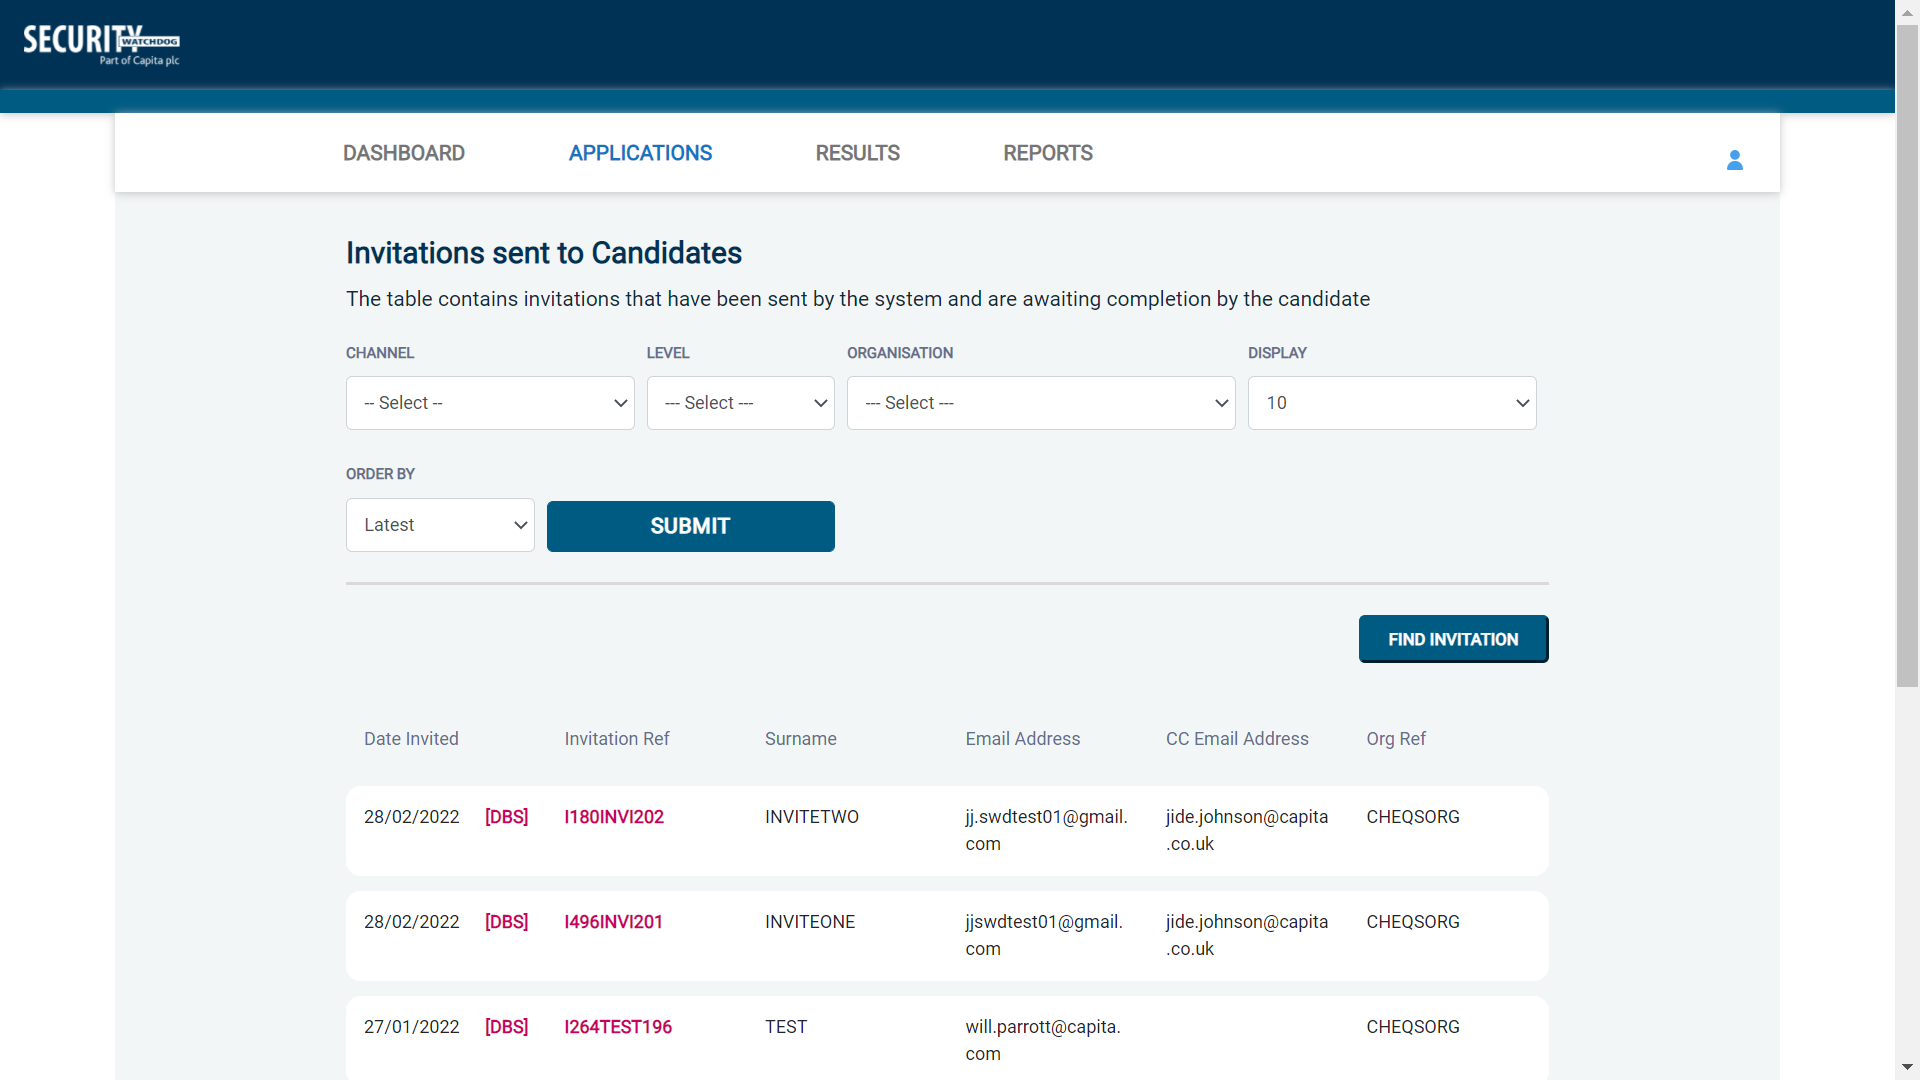 SECURITY WATCHDOG
Part of Capita plc
DASHBOARD APPLICATIONS RESULTS REPORTS
Invitations sent to Candidates
The table contains invitations that have been sent by the system and are awaiting completion by the candidate
CHANNEL LEVEL ORGANISATION DISPLAY
-- Select -- --- Select --- --- Select --- 10
ORDER BY
Latest SUBMIT
FIND INVITATION
Date Invited Invitation Ref Surname Email Address CC Email Address Org Ref
28/02/2022 [DBS] I180INVI202 INVITETWO jj.swdtest01@gmail. jide.johnson@capita CHEQSORG
com .co.uk
28/02/2022 [DBS] I496INVI201 INVITEONE jjswdtest01@gmail. jide.johnson@capita CHEQSORG
com .co.uk
27/01/2022 [DBS] I264TEST196 TEST will.parrott@capita. CHEQSORG
com